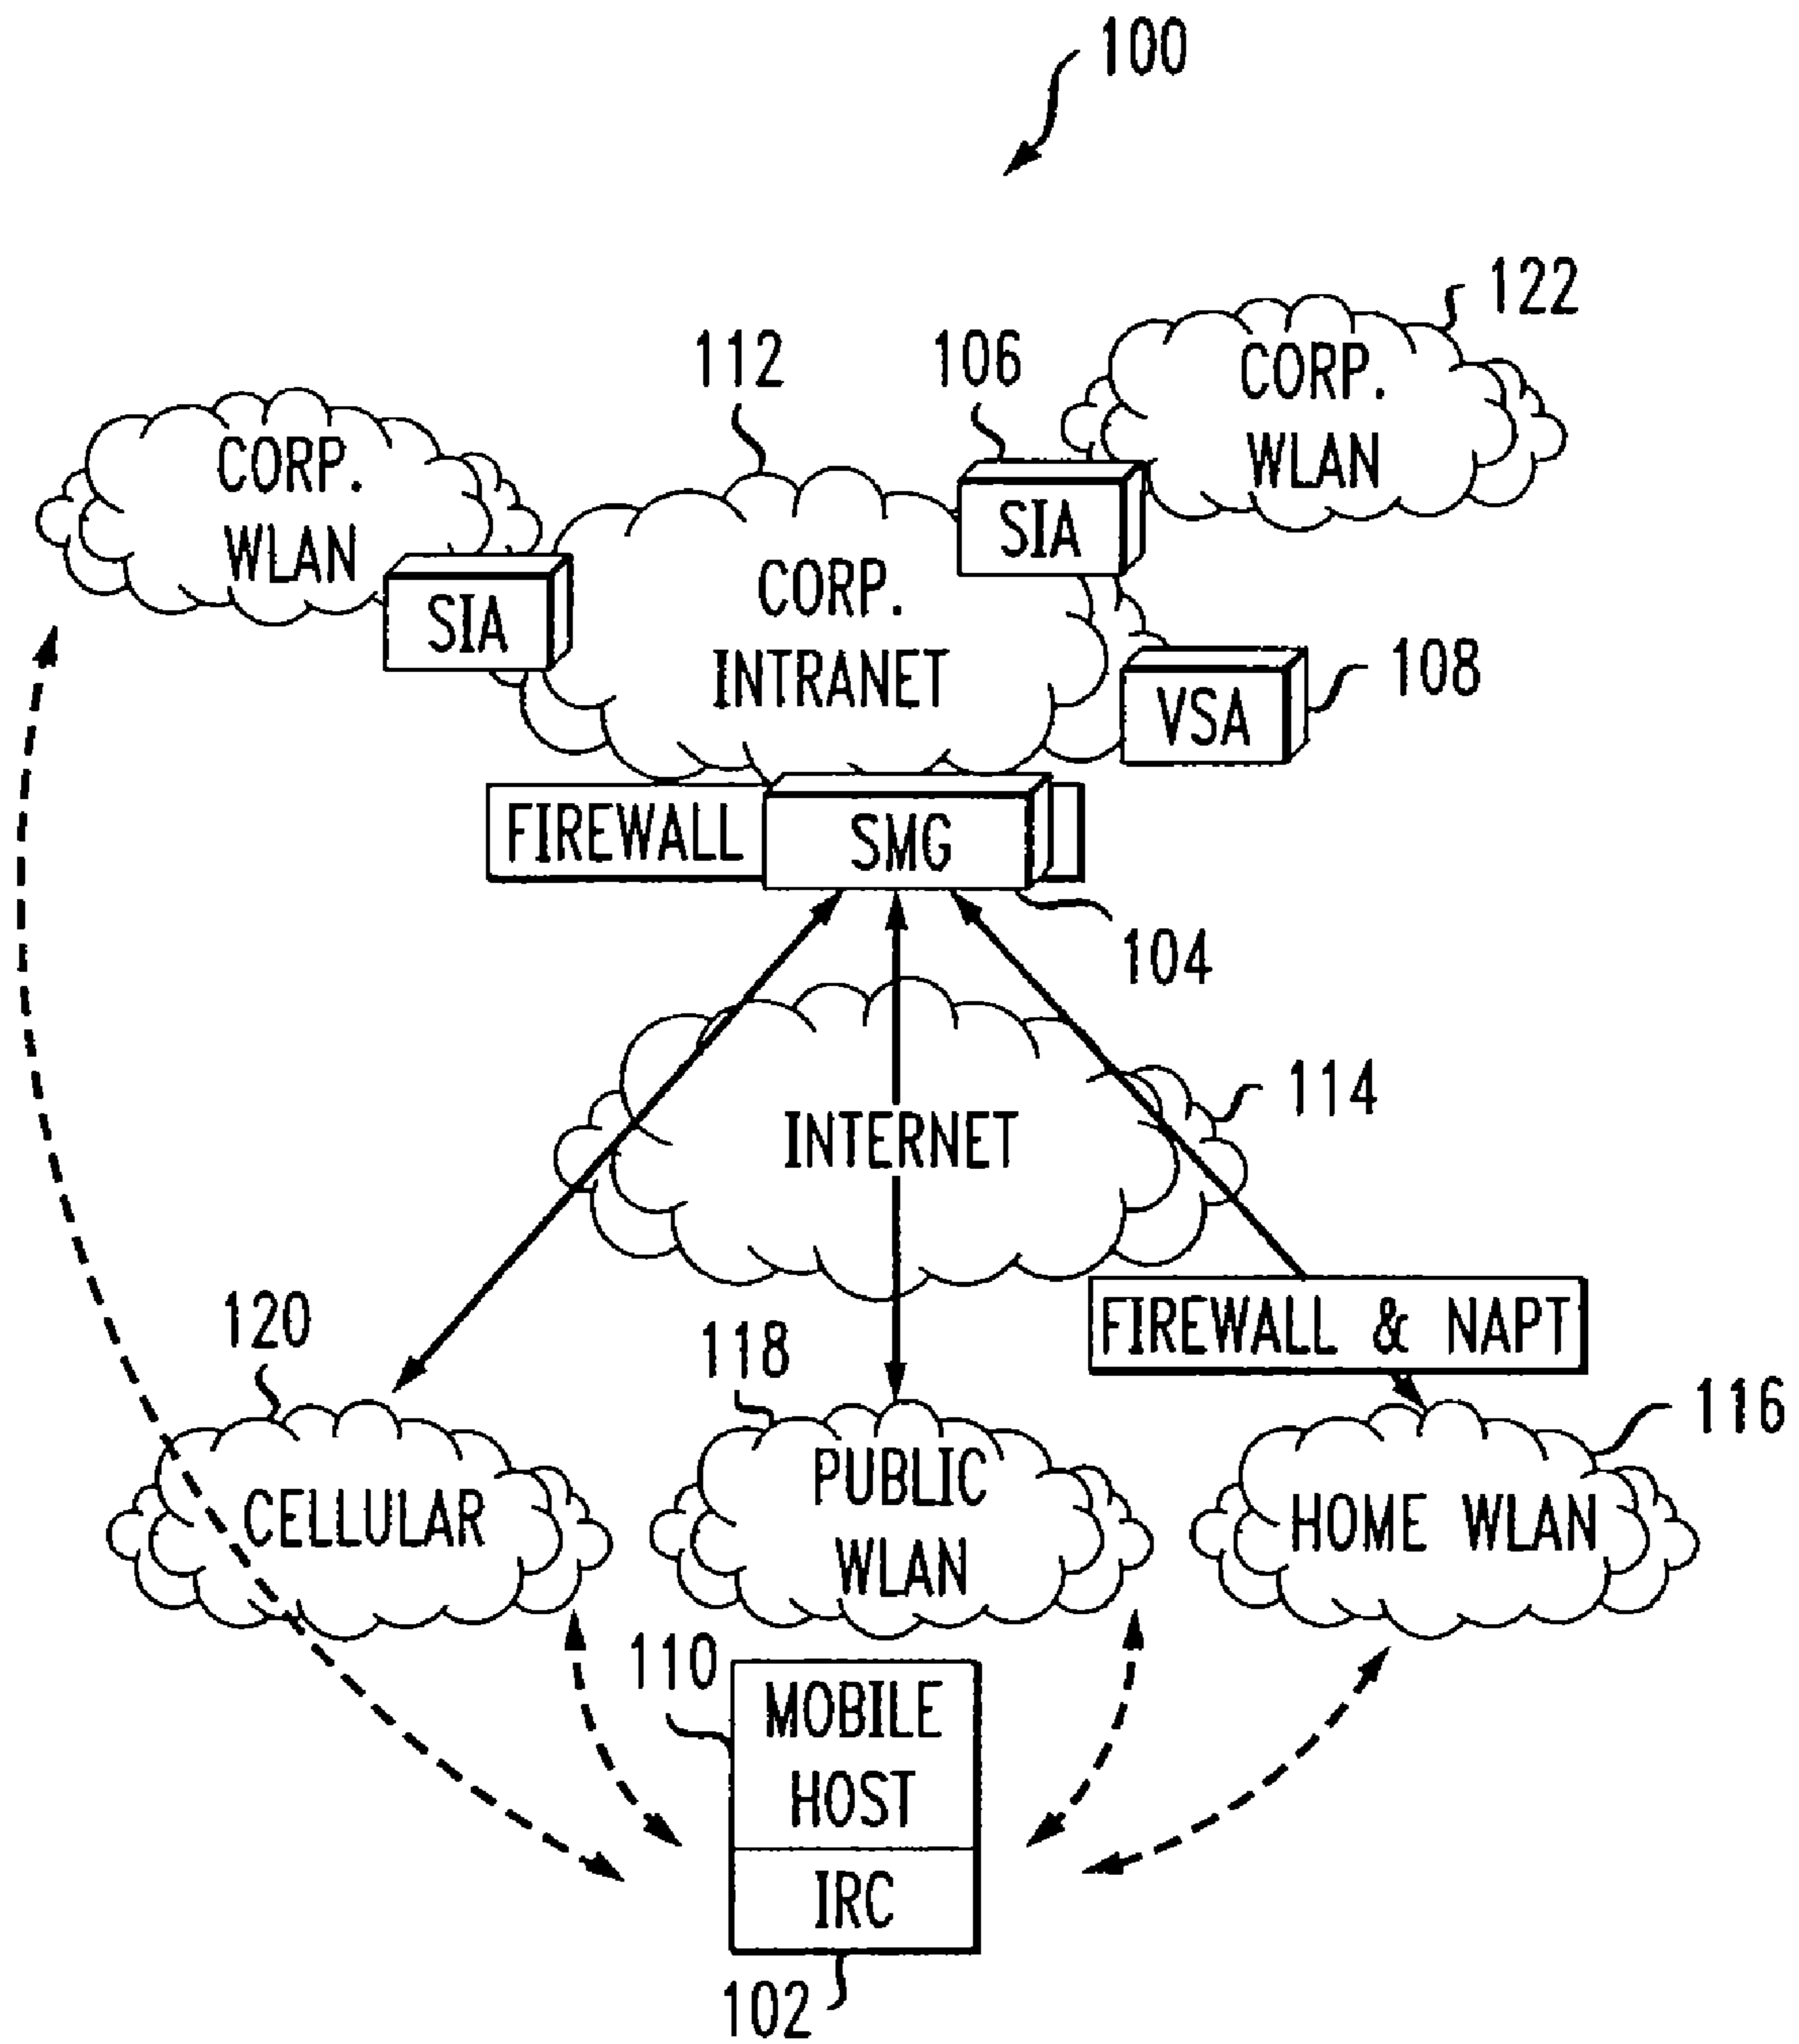 100
122
112
106
CORP.
WLAN
CORP.
WLAN
SIA
CORP.
INTRANET
SIA
VSA
108
FIREWALL
SMG
104
INTERNET
114
FIREWALL & NAPT
120
118
116
CELLULAR
PUBLIC
WLAN
HOME WLAN
110
MOBILE
HOST
IRC
102